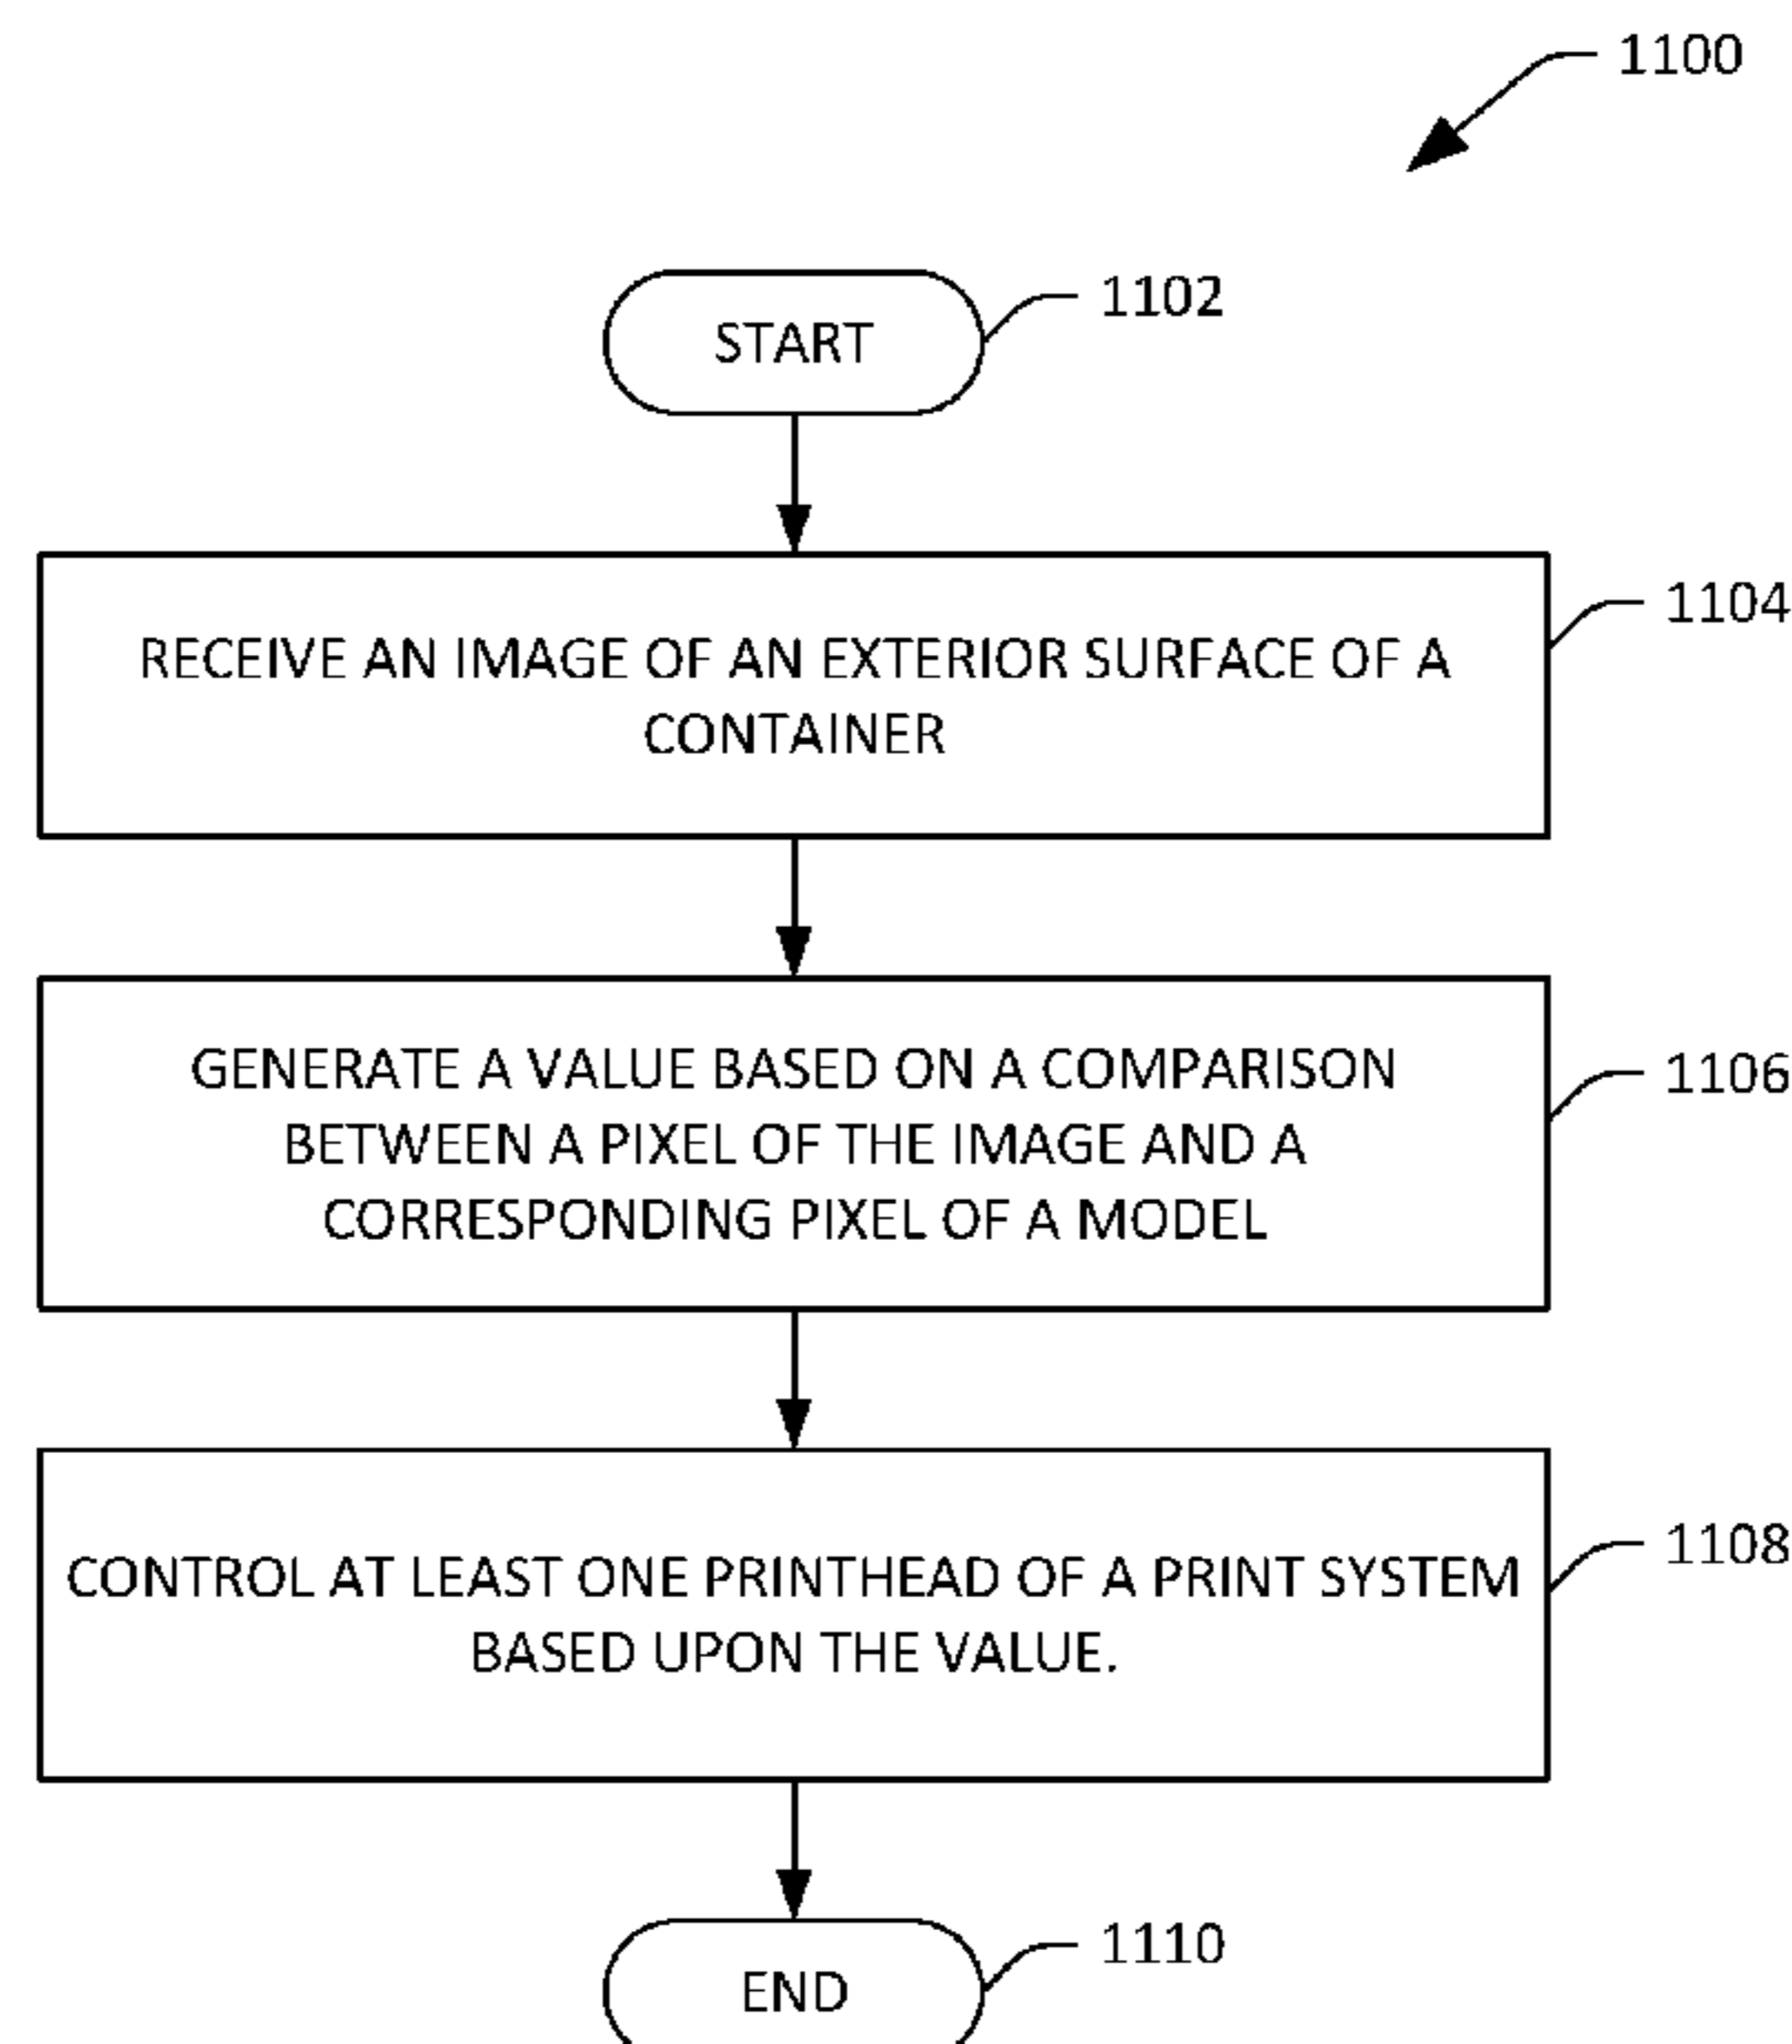 1100
START
1102
RECEIVE AN IMAGE OF AN EXTERIOR SURFACE OF A
CONTAINER
1104
GENERATE A VALUE BASED ON A COMPARISON
BETWEEN A PIXEL OF THE IMAGE AND A
CORRESPONDING PIXEL OF A MODEL
1106
CONTROL AT LEAST ONE PRINTHEAD OF A PRINT SYSTEM
BASED UPON THE VALUE.
1108
END
1110